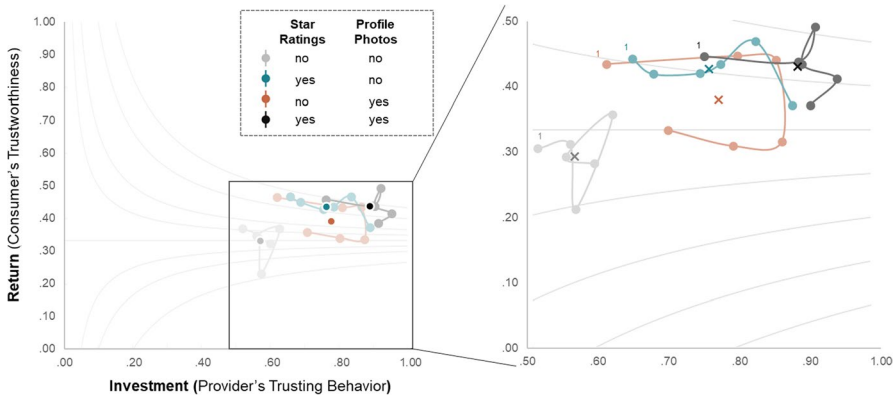 Star Ratings Profile Photos
no no
yes no
no yes
yes yes
Return (Consumer's Trustworthiness)
1.00
.90
.80
.70
.60
.50
.40
.30
.20
.10
.00
.00 .20 .40 .60 .80 1.00
Investment (Provider's Trusting Behavior)
.50
.40
.30
.20
.10
.00
.50 .60 .70 .80 .90 1.00
1
1
1
1